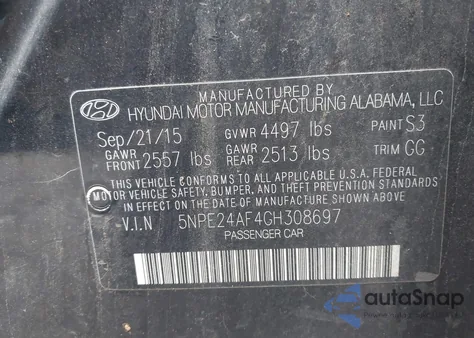 MANUFACTURED BY
HYUNDAI MOTOR MANUFACTURING ALABAMA, LLC
Sep/21/15 GVWR 4497 lbs PAINT S3
GAWR FRONT 2557 lbs GAWR REAR 2513 lbs TRIM GG
THIS VEHICLE CONFORMS TO ALL APPLICABLE U.S.A. FEDERAL
MOTOR VEHICLE SAFETY, BUMPER, AND THEFT PREVENTION
STANDARDS IN EFFECT ON THE DATE OF MANUFACTURE SHOWN ABOVE
V.I.N 5NPE24AF4GH308697
PASSENGER CAR
autoSnap